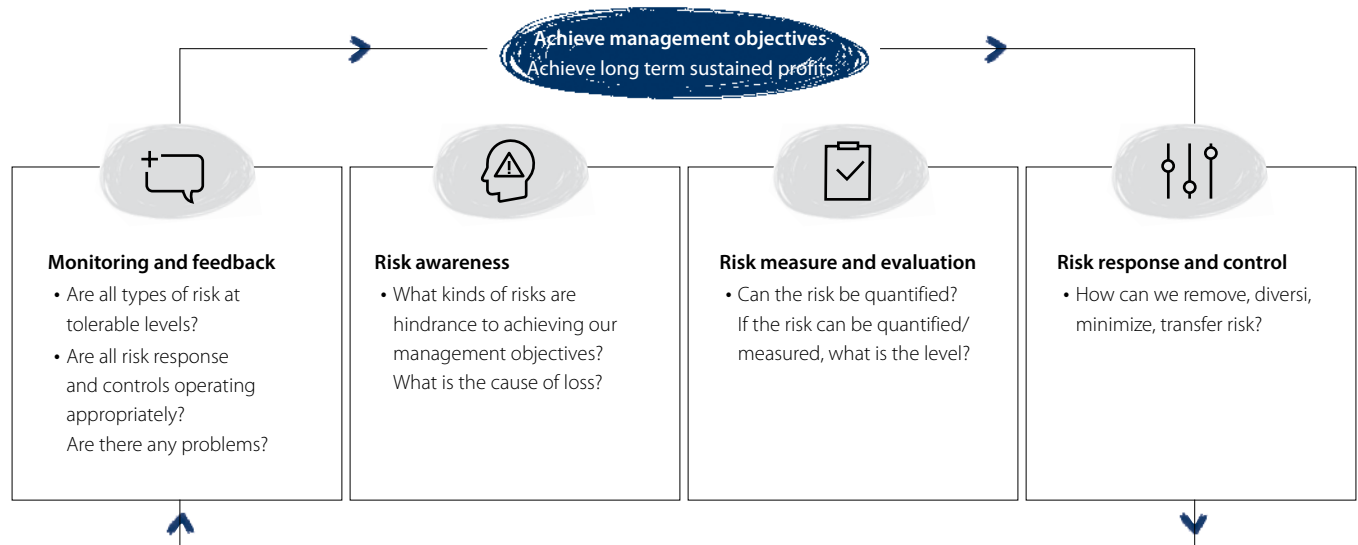 Achieve management objectives
Achieve long term sustained profits
Monitoring and feedback
• Are all types of risk at
tolerable levels?
• Are all risk response
and controls operating
appropriately?
Are there any problems?
Risk awareness
• What kinds of risks are
hindrance to achieving our
management objectives?
What is the cause of loss?
Risk measure and evaluation
• Can the risk be quantified?
If the risk can be quantified/
measured, what is the level?
Risk response and control
• How can we remove, diversi,
minimize, transfer risk?